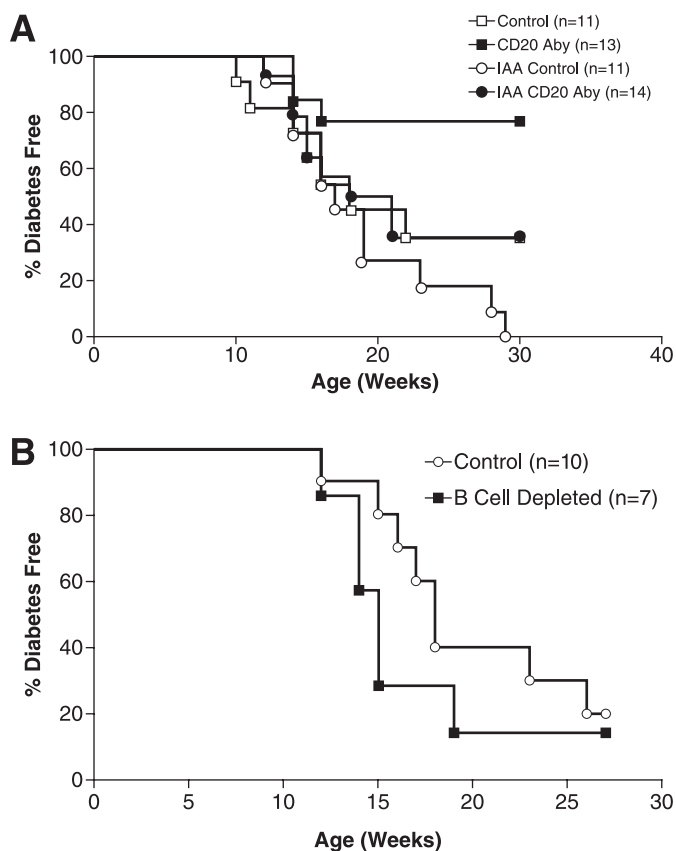 A
Control (n=11)
CD20 Aby (n=13)
IAA Control (n=11)
IAA CD20 Aby (n=14)
100
80
60
40
20
0
% Diabetes Free
0 10 20 30 40
Age (Weeks)
B
Control (n=10)
B Cell Depleted (n=7)
100
80
60
40
20
0
% Diabetes Free
0 5 10 15 20 25 30
Age (Weeks)